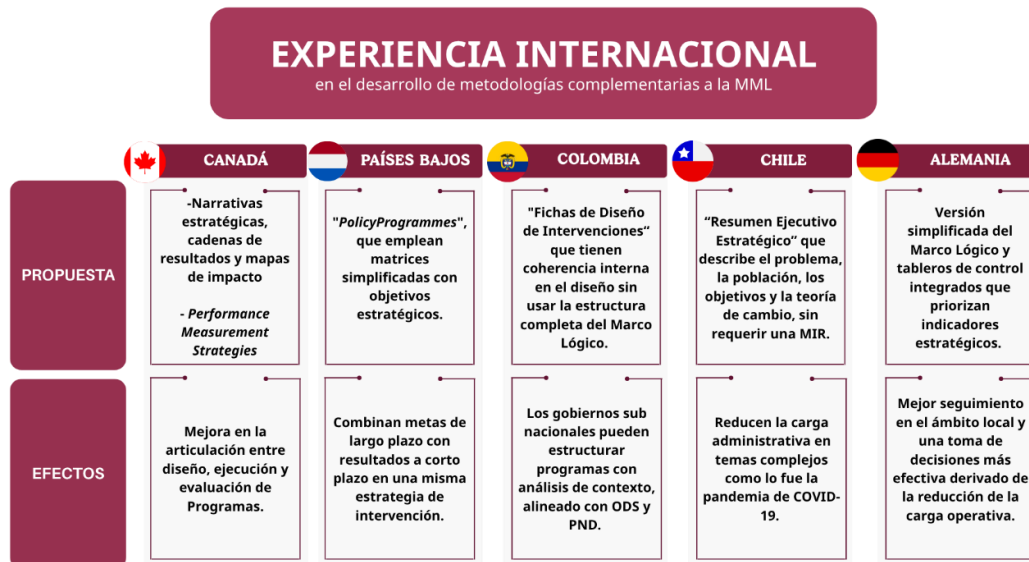 EXPERIENCIA INTERNACIONAL
en el desarrollo de metodologías complementarias a la MML
CANADÁ
PAÍSES BAJOS
COLOMBIA
CHILE
ALEMANIA
PROPUESTA
-Narrativas
estratégicas,
cadenas de
resultados y mapas
de impacto
- Performance
Measurement
Strategies
"PolicyProgrammes",
que emplean
matrices
simplificadas con
objetivos
estratégicos.
"Fichas de Diseño
de Intervenciones“
que tienen
coherencia interna
en el diseño sin
usar la estructura
completa del Marco
Lógico.
“Resumen Ejecutivo
Estratégico” que
describe el problema,
la población, los
objetivos y la teoría
de cambio, sin
requerir una MIR.
Versión
simplificada del
Marco Lógico y
tableros de control
integrados que
priorizan
indicadores
estratégicos.
EFECTOS
Mejora en la
articulación entre
diseño, ejecución y
evaluación de
Programas.
Combinan metas de
largo plazo con
resultados a corto
plazo en una misma
estrategia de
intervención.
Los gobiernos sub
nacionales pueden
estructurar
programas con
análisis de contexto,
alineado con ODS y
PND.
Reducen la carga
administrativa en
temas complejos
como lo fue la
pandemia de COVID-
19.
Mejor seguimiento
en el ámbito local y
una toma de
decisiones más
efectiva derivado de
la reducción de la
carga operativa.